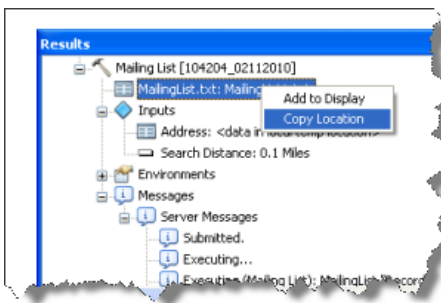 Results
Mailing List [104204_02112010]
MailingList.txt: Mailing
Add to Display
Copy Location
Inputs
Address: <data in local temp location>
Search Distance: 0.1 Miles
Environments
Messages
Server Messages
Submitted.
Executing...
Executing (Mailing List): MailingList "Record